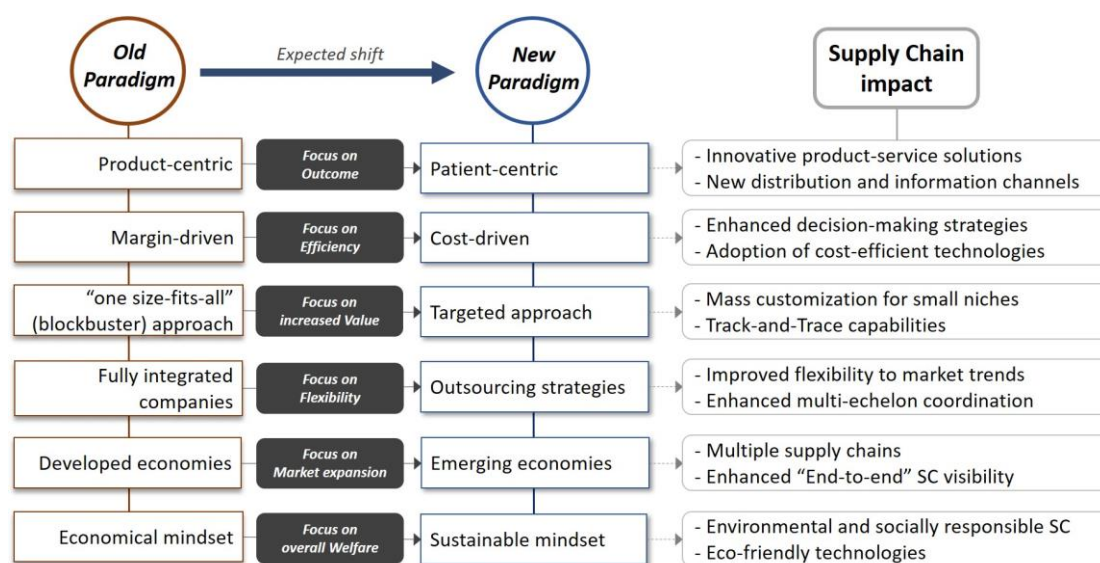 Old
Paradigm
Expected shift
New
Paradigm
Supply Chain
impact
Product-centric
Focus on
Outcome
Patient-centric
- Innovative product-service solutions
- New distribution and information channels
Margin-driven
Focus on
Efficiency
Cost-driven
- Enhanced decision-making strategies
- Adoption of cost-efficient technologies
“one size-fits-all”
(blockbuster) approach
Focus on
increased Value
Targeted approach
- Mass customization for small niches
- Track-and-Trace capabilities
Fully integrated
companies
Focus on
Flexibility
Outsourcing strategies
- Improved flexibility to market trends
- Enhanced multi-echelon coordination
Developed economies
Focus on
Market expansion
Emerging economies
- Multiple supply chains
- Enhanced “End-to-end” SC visibility
Economical mindset
Focus on
overall Welfare
Sustainable mindset
- Environmental and socially responsible SC
- Eco-friendly technologies